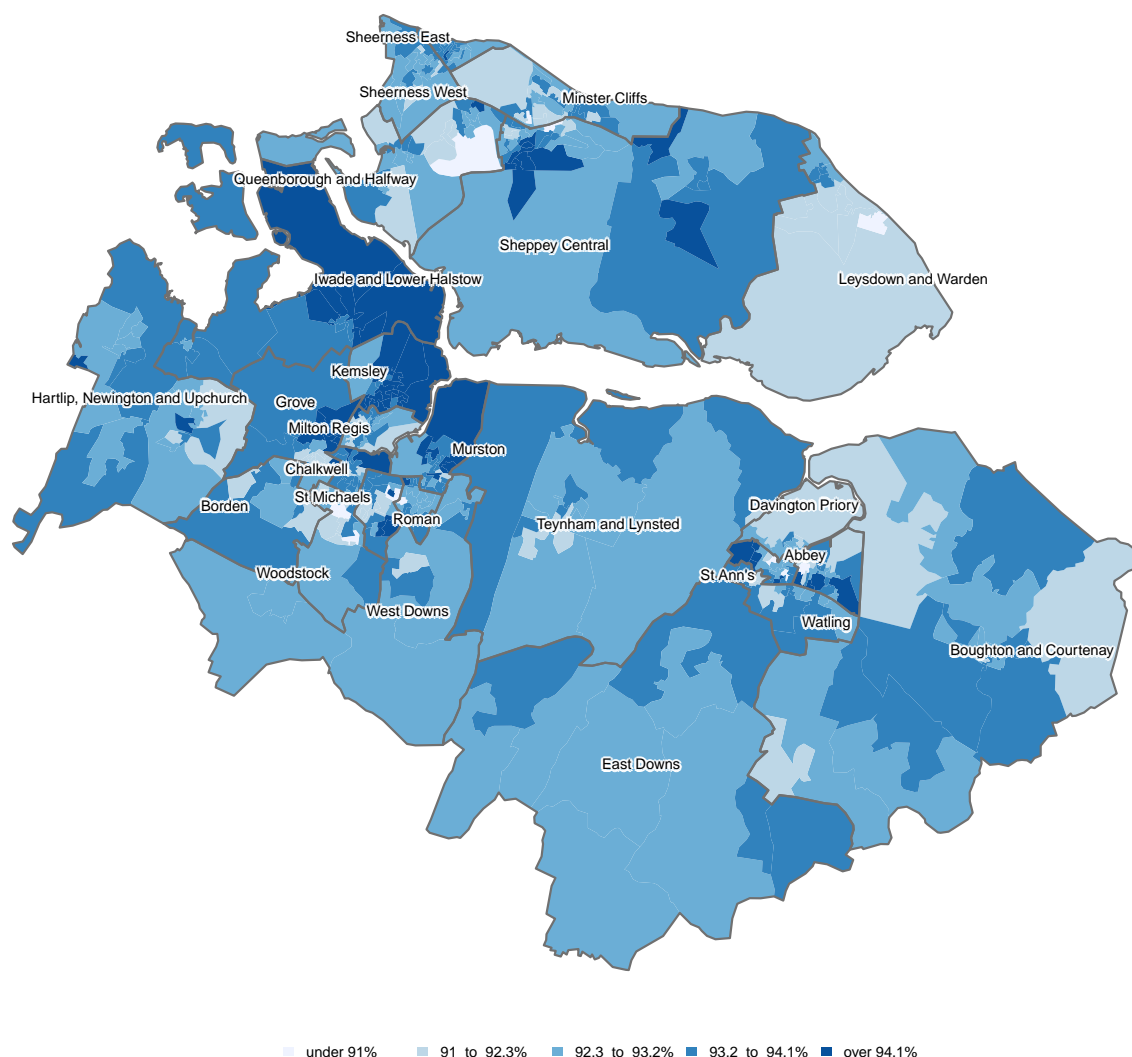 Sheerness East
Sheerness West
Minster Cliffs
Queenborough and Halfway
Sheppey Central
Iwade and Lower Halstow
Leysdown and Warden
Kemsley
Hartlip, Newington and Upchurch
Grove
Milton Regis
Murston
Chalkwell
St Michaels
Borden
Roman
Teynham and Lynsted
Davington Priory
Abbey
St Ann's
Woodstock
West Downs
Watling
Boughton and Courtenay
East Downs
under 91% 91 to 92.3% 92.3 to 93.2% 93.2 to 94.1% over 94.1%